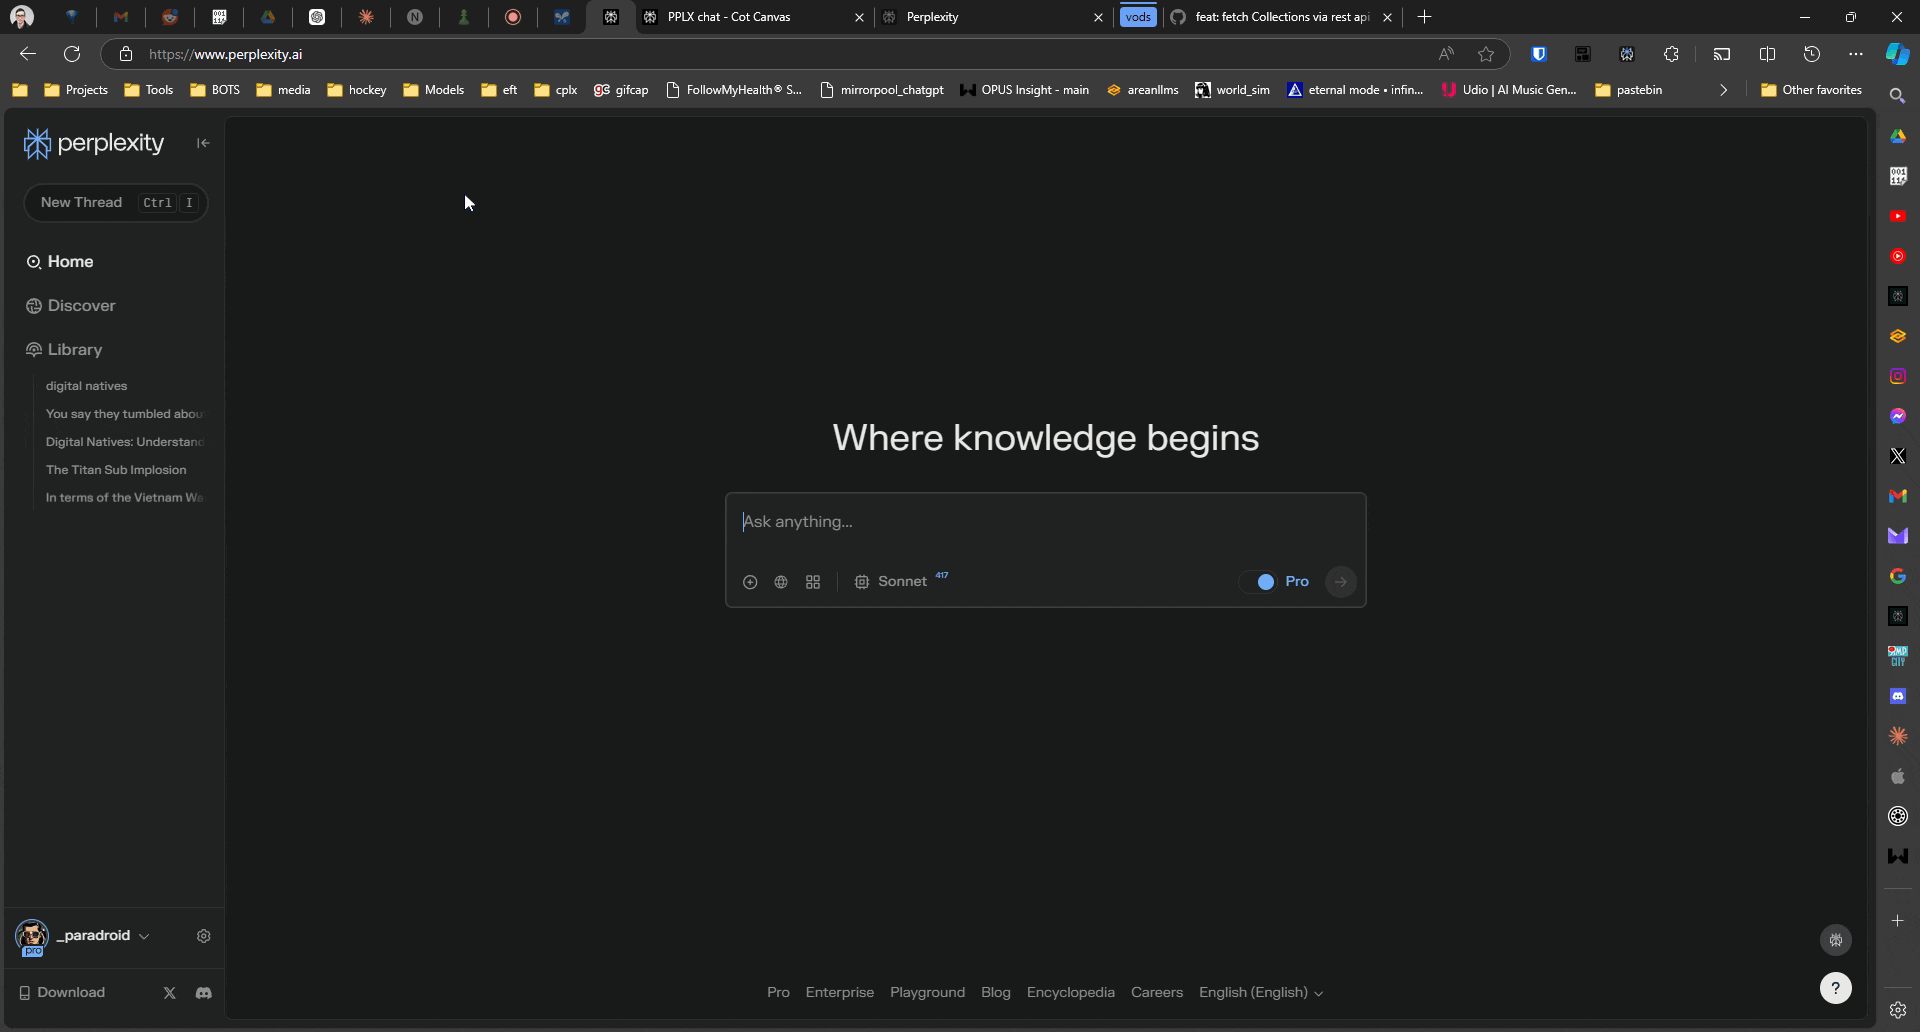 PPLX chat - Cot Canvas
Perplexity
vods
feat: fetch Collections via rest api
https://www.perplexity.ai
Projects
Tools
BOTS
media
hockey
Models
eft
cplx
gc gifcap
FollowMyHealth® S...
mirrorpool_chatgpt
OPUS Insight - main
areanllms
world_sim
eternal mode • infin...
Udio | AI Music Gen...
pastebin
Other favorites
perplexity
New Thread Ctrl I
Home
Discover
Library
digital natives
You say they tumbled abou
Digital Natives: Understand
The Titan Sub Implosion
In terms of the Vietnam Wa
Where knowledge begins
Ask anything...
Sonnet 417
Pro
_paradroid
pro
Download
Pro Enterprise Playground Blog Encyclopedia Careers English (English)
?